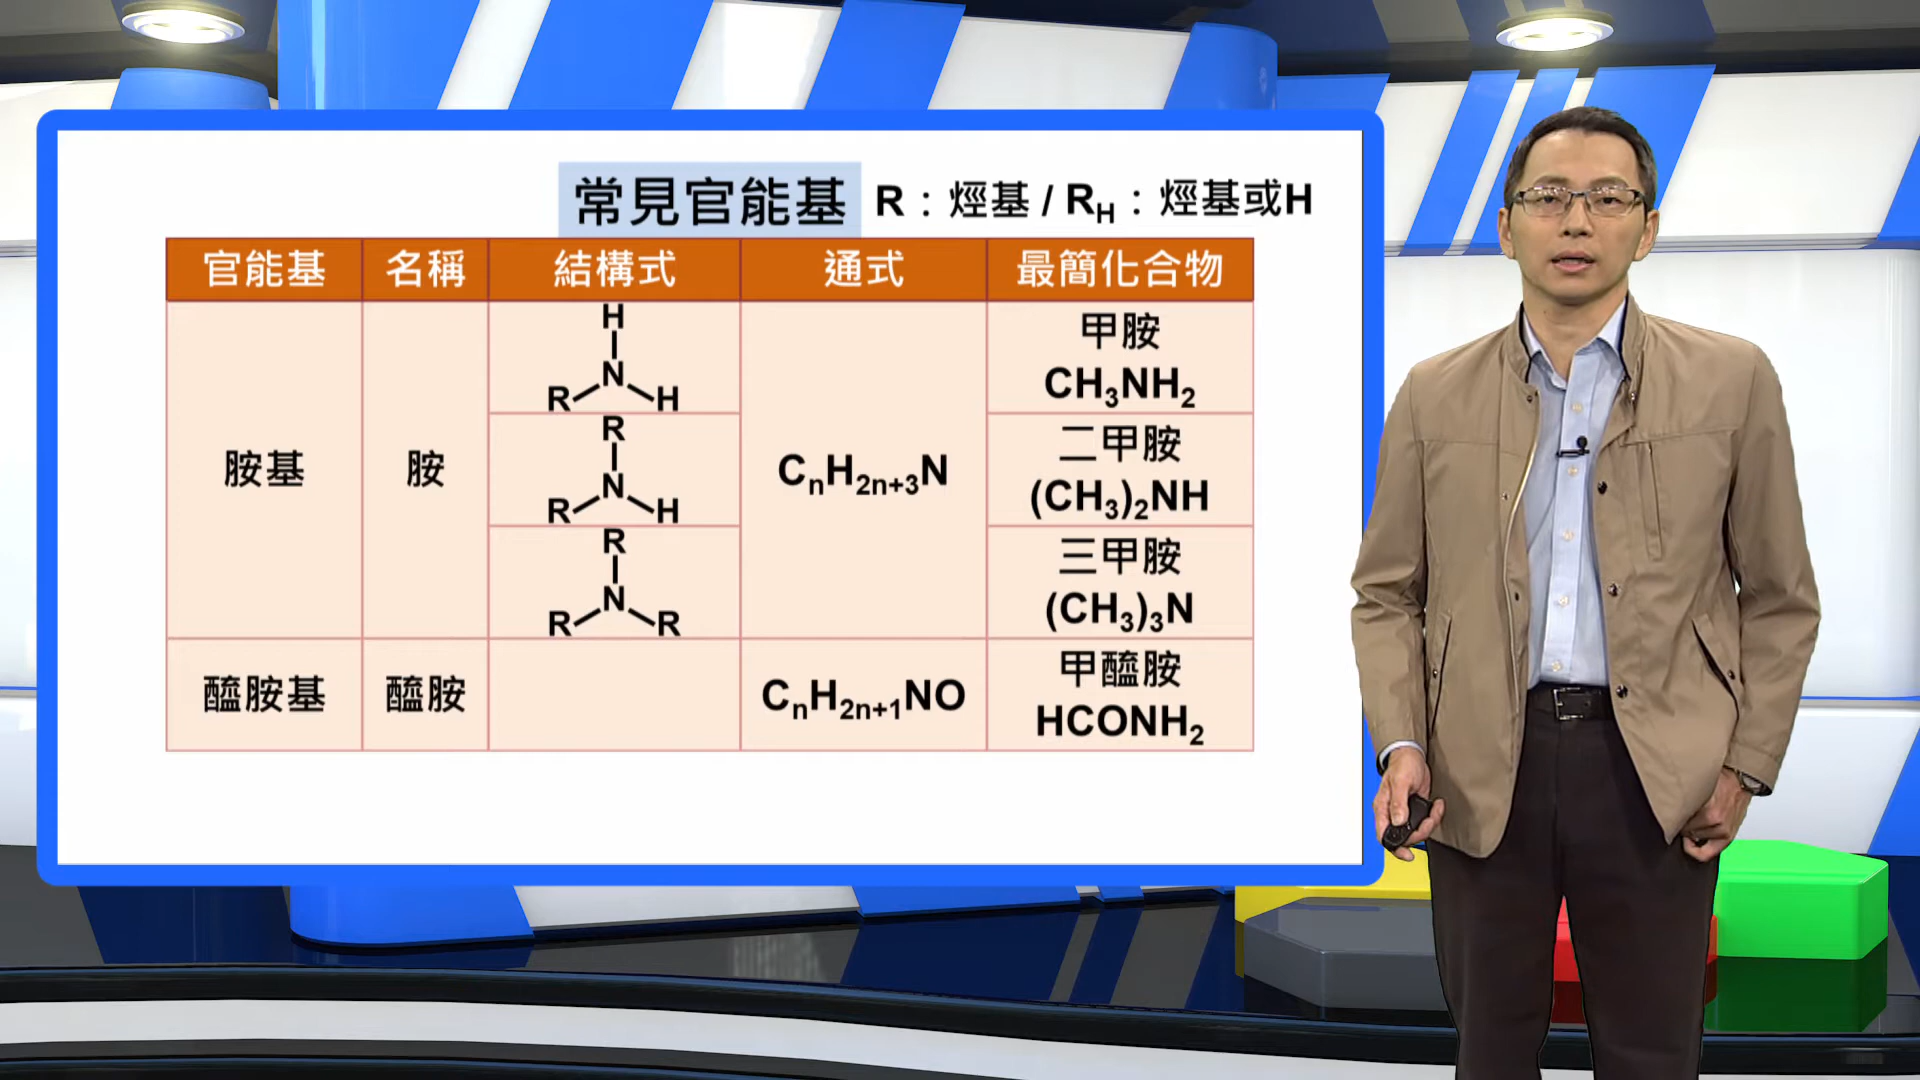 常見官能基 R：烴基 / RH：烴基或H
官能基 名稱 結構式 通式 最簡化合物
胺基 胺 CnH2n+3N
H
N
R H
甲胺
CH3NH2
R
N
R H
二甲胺
(CH3)2NH
R
N
R R
三甲胺
(CH3)3N
醯胺基 醯胺 CnH2n+1NO
甲醯胺
HCONH2